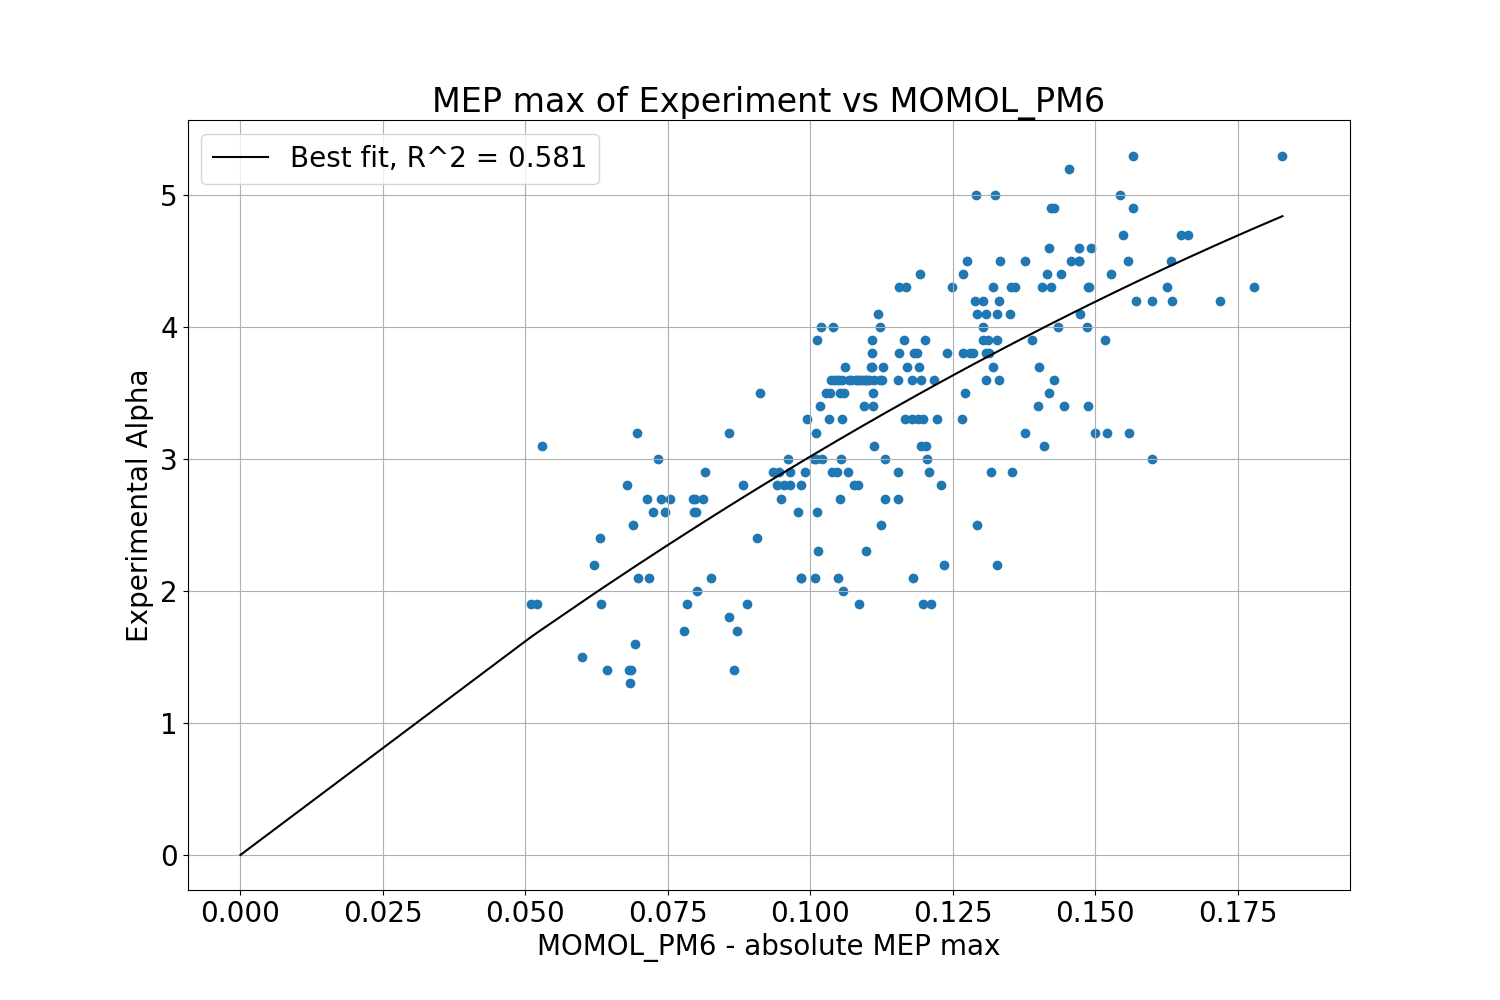 MEP max of Experiment vs MOMOL_PM6
Best fit, R^2 = 0.581
5
4
3
2
1
0
Experimental Alpha
0.000 0.025 0.050 0.075 0.100 0.125 0.150 0.175
MOMOL_PM6 - absolute MEP max